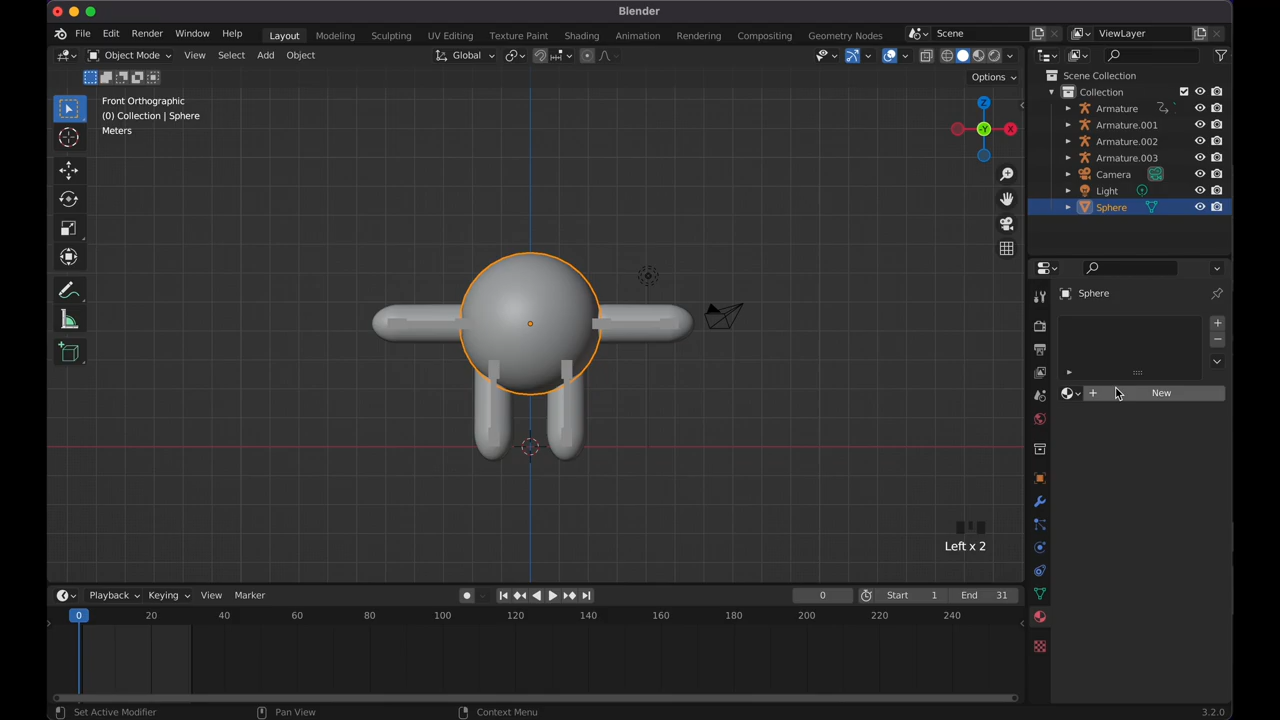 Blender
File Edit Render Window Help Layout Modeling Sculpting UV Editing Texture Paint Shading Animation Rendering Compositing Geometry Nodes Scene ViewLayer
Object Mode View Select Add Object Global
Options
Front Orthographic
(0) Collection | Sphere
Meters
Z
-Y
X
Scene Collection
Collection
Armature
Armature.001
Armature.002
Armature.003
Camera
Light
Sphere
Sphere
New
Left x 2
Playback Keying View Marker 0 Start 1 End 31
0 20 40 60 80 100 120 140 160 180 200 220 240
Set Active Modifier Pan View Context Menu 3.2.0